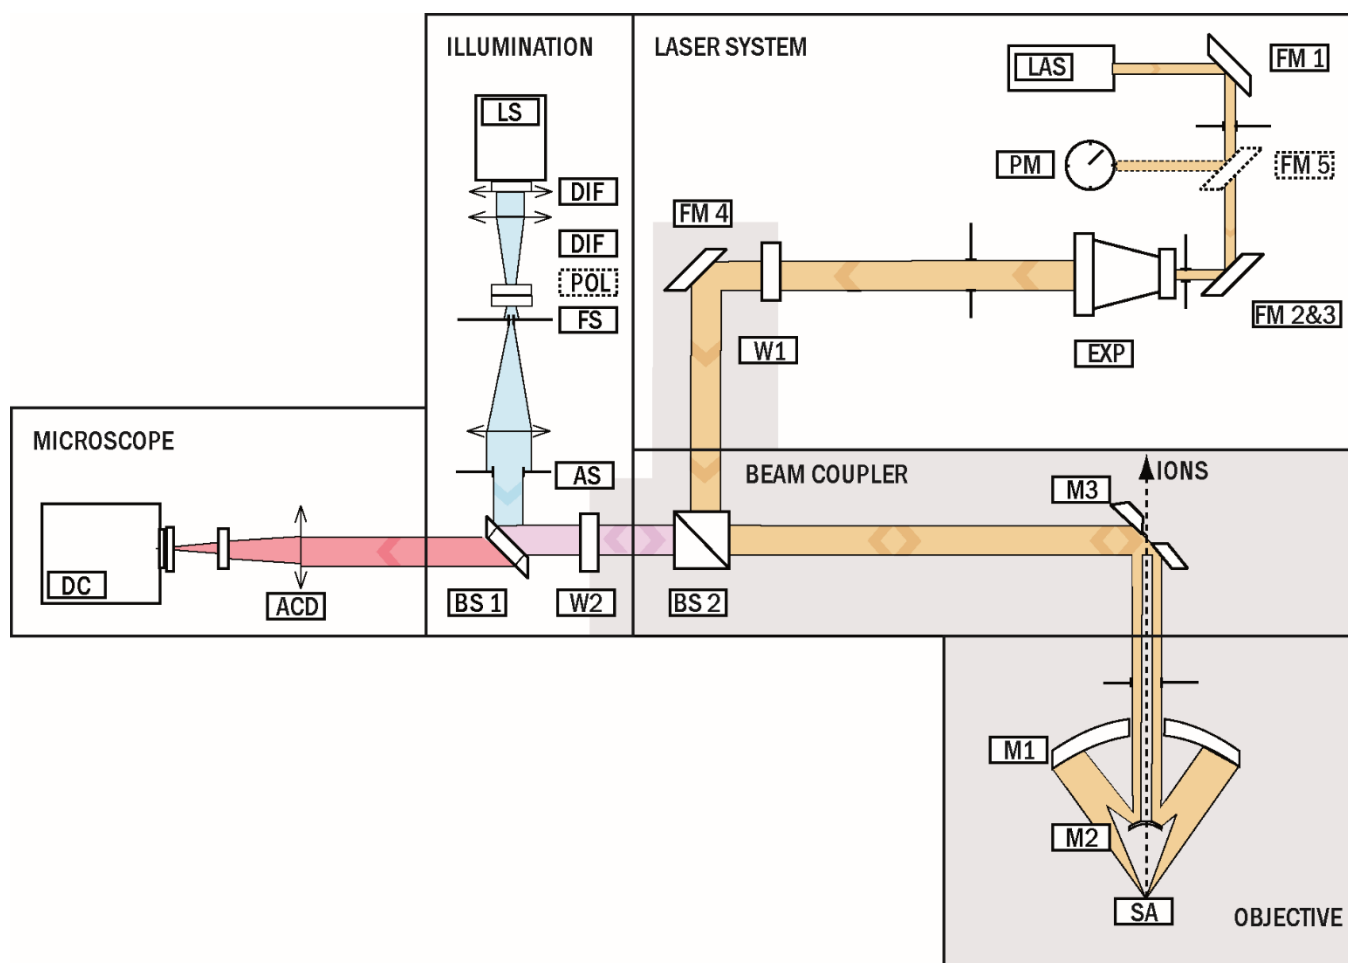 ILLUMINATION
LASER SYSTEM
LS
LAS
FM 1
DIF
PM
FM 5
FM 4
DIF
POL
FS
FM 2&3
W1
EXP
MICROSCOPE
AS
BEAM COUPLER
IONS
M3
DC
ACD
BS 1
W2
BS 2
M1
M2
SA
OBJECTIVE